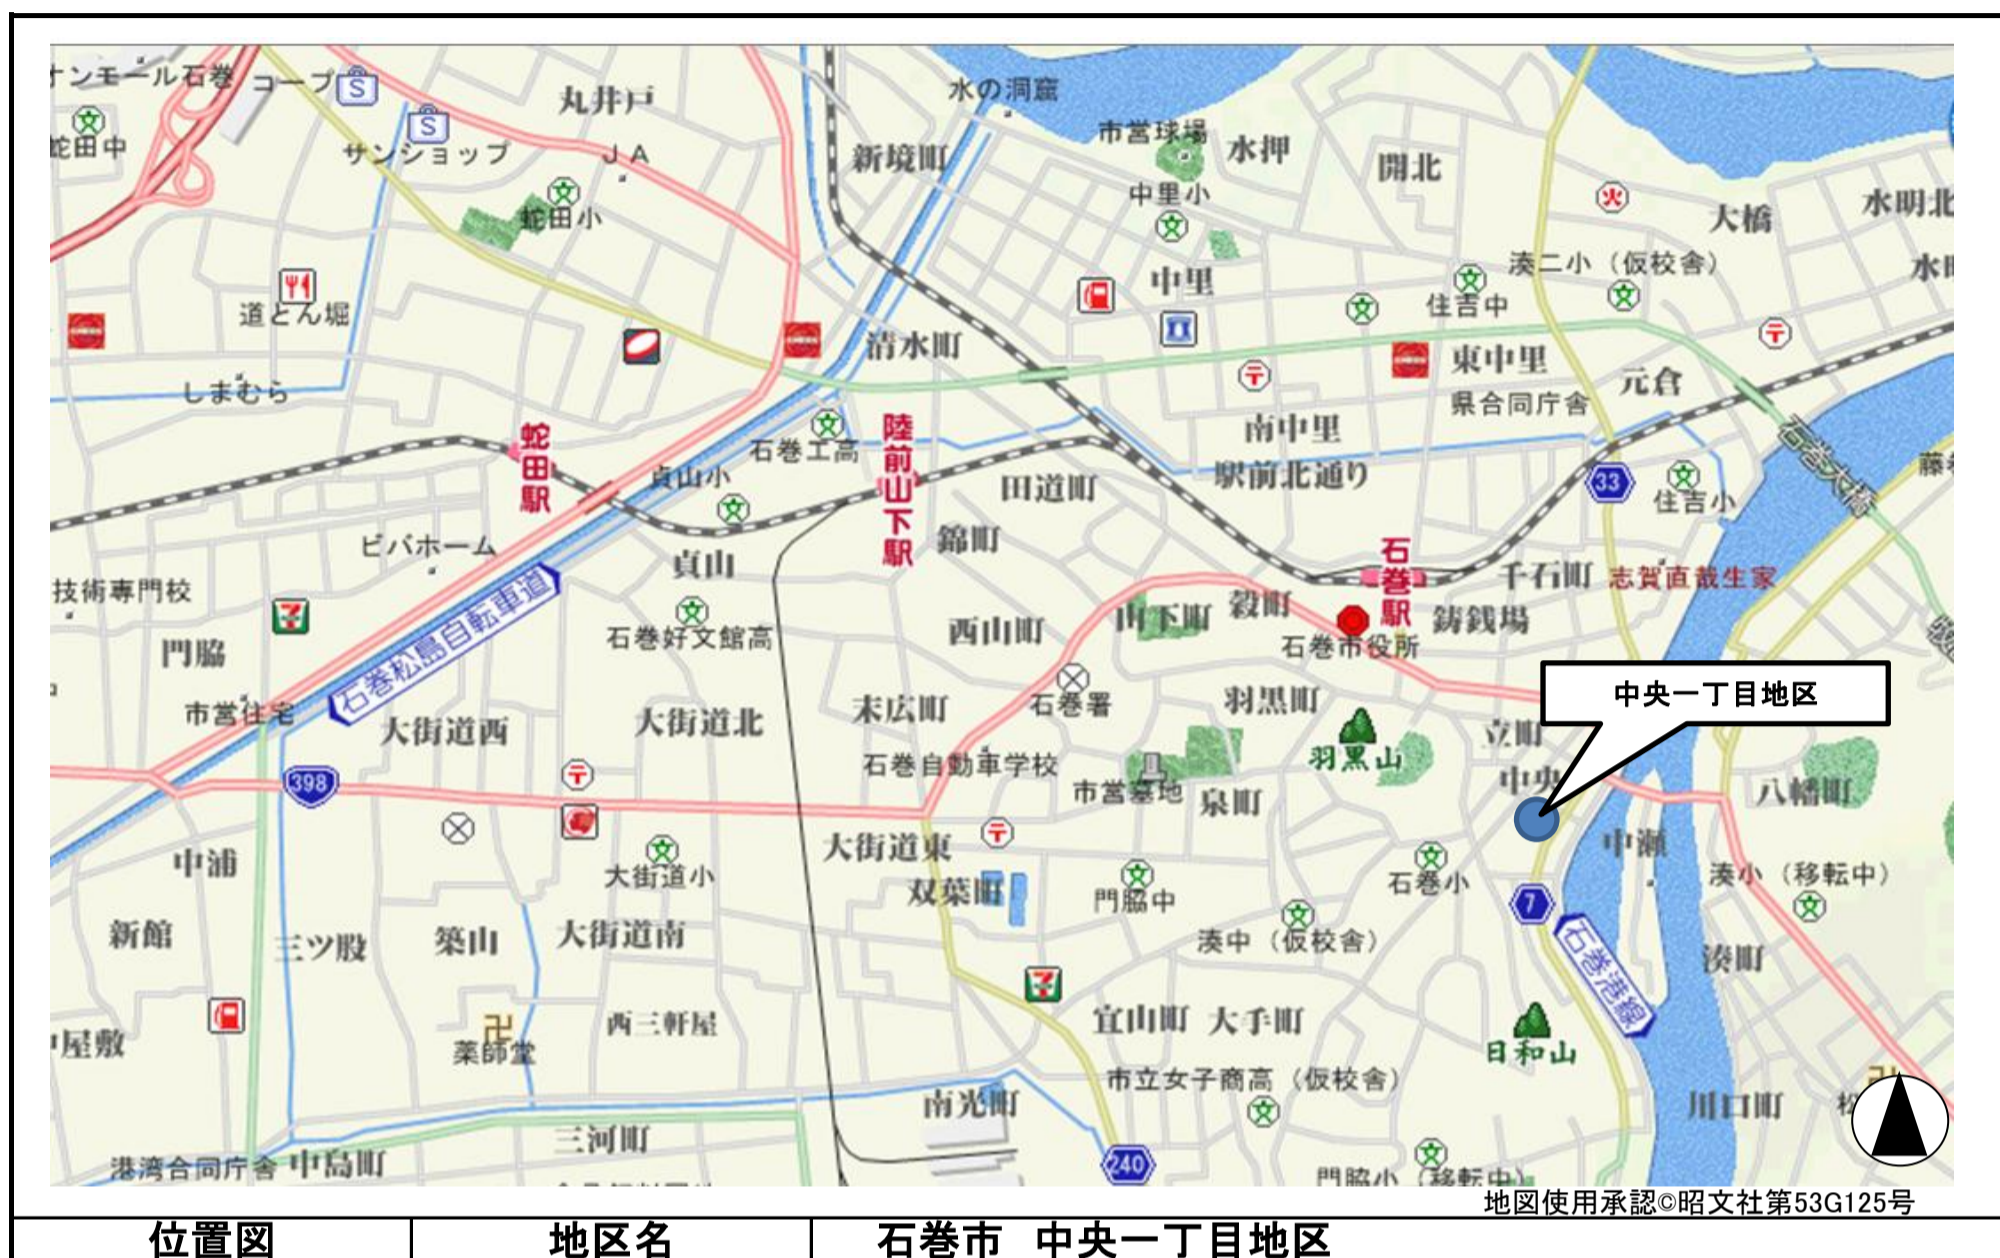 オンモール石巻
コープ
S
丸井戸
水の洞窟
市営球場
水押
開北
蛇田中
サンショップ
S
JA
新境町
中里小
火
大橋
水明北
蛇田小
道とん堀
中里
湊二小（仮校舎）
住吉中
清水町
東中里
元倉
しまむら
県合同庁舎
南中里
石巻大橋
蛇田駅
石巻工高
陸前山下駅
貞山小
田道町
駅前北通り
33
住吉小
ビバホーム
錦町
石巻駅
貞山
千石町
志賀直哉生家
技術専門校
石巻松島自転車道
石巻好文館高
西山町
山下町
穀町
鋳銭場
石巻市役所
門脇
市営住宅
大街道西
大街道北
末広町
石巻署
羽黒町
中央一丁目地区
立町
羽黒山
石巻自動車学校
市営墓地
泉町
中央
八幡町
398
中浦
大街道小
大街道東
双葉町
門脇中
石巻小
中瀬
湊小（移転中）
新館
三ツ股
築山
大街道南
湊中（仮校舎）
7
石巻港線
湊町
屋敷
薬師堂
西三軒屋
宜山町
大手町
日和山
市立女子商高（仮校舎）
南光町
川口町
松
港湾合同庁舎
中島町
三河町
240
門脇小（移転中）
地図使用承認©昭文社第53G125号
位置図
地区名
石巻市　中央一丁目地区